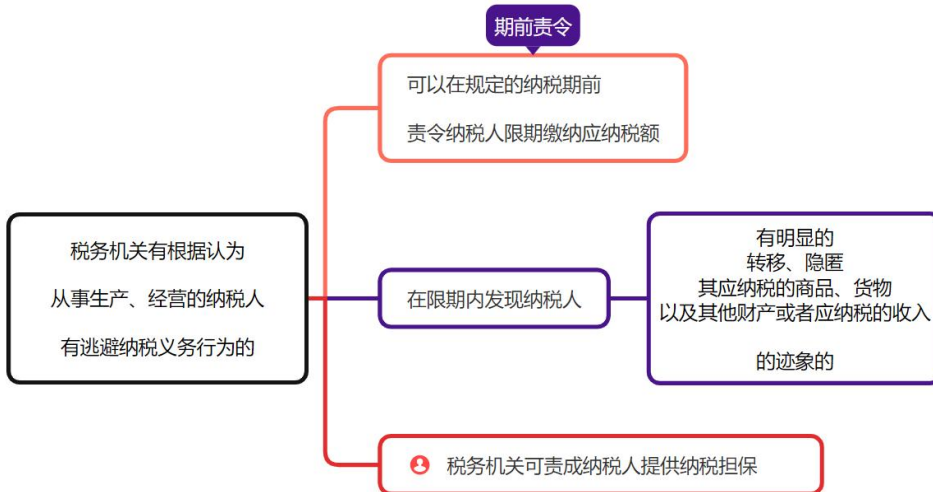 期前责令
可以在规定的纳税期前
责令纳税人限期缴纳应纳税额
税务机关有根据认为
从事生产、经营的纳税人
有逃避纳税义务行为的
在限期内发现纳税人
有明显的
转移、隐匿
其应纳税的商品、货物
以及其他财产或者应纳税的收入
的迹象的
税务机关可责成纳税人提供纳税担保